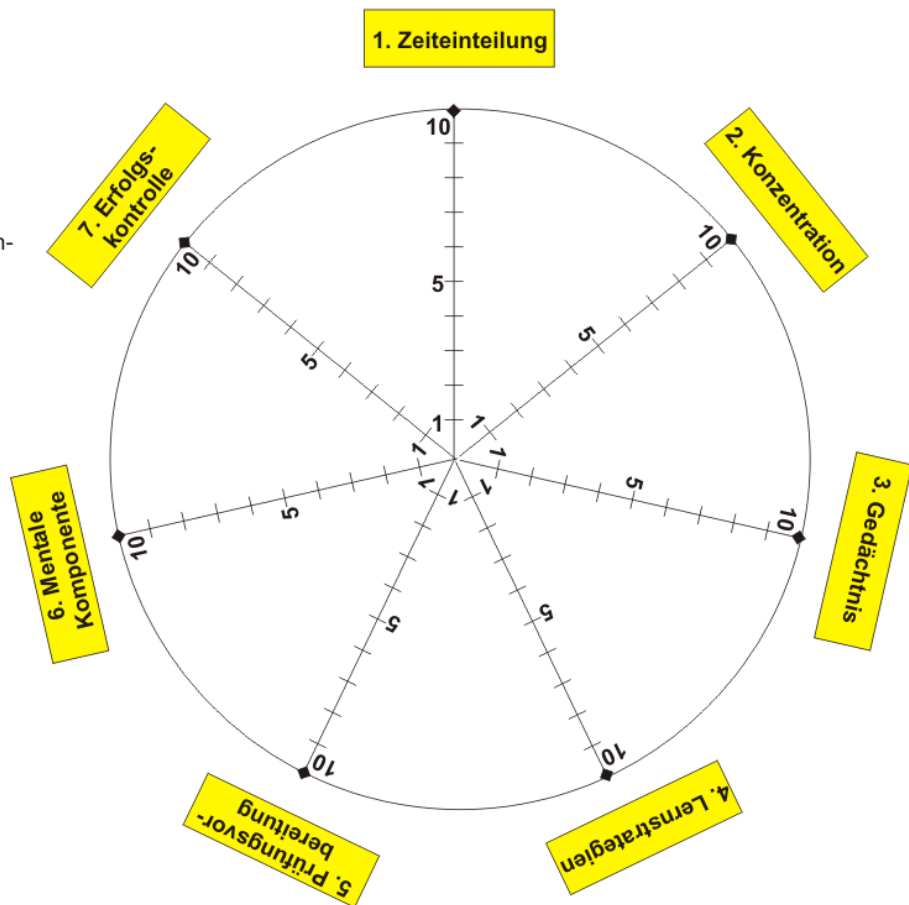 1. Zeiteinteilung
2. Konzentration
3. Gedächtnis
4. Lernstrategien
5. Prüfungsvor-
bereitung
6. Mentale
Komponente
7. Erfolgs-
kontrolle
n-
10
5
1
10
5
1
10
5
1
10
5
1
10
5
1
10
5
1
10
5
1